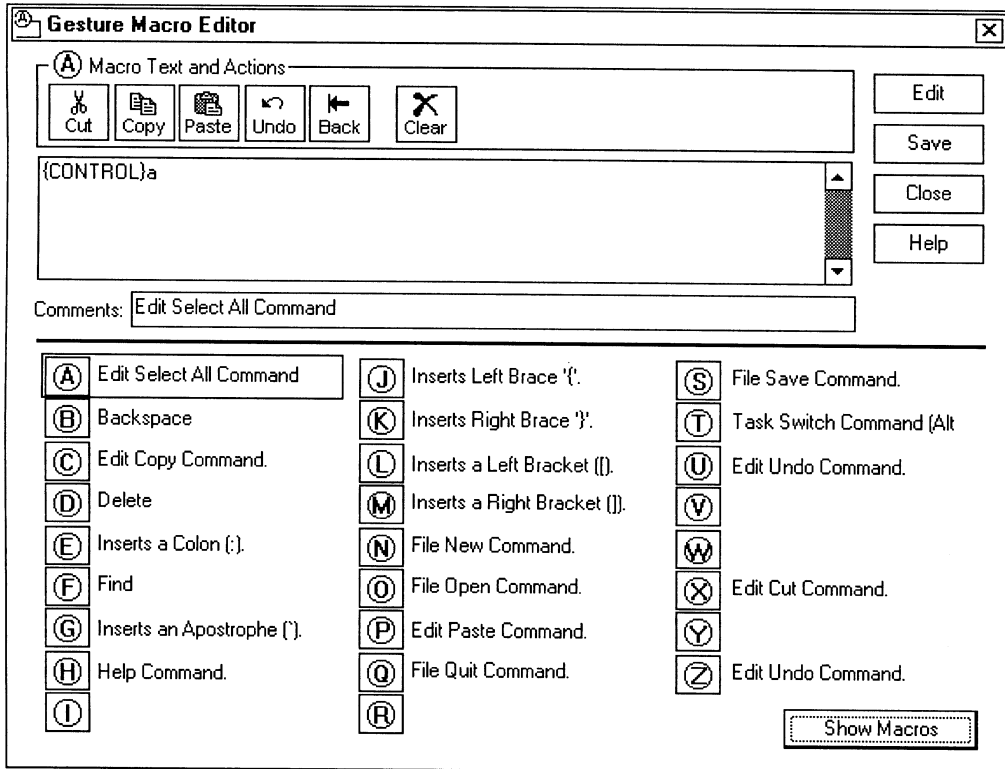 Gesture Macro Editor
A Macro Text and Actions
Cut Copy Paste Undo Back Clear
Edit
Save
Close
Help
{CONTROL}a
Comments: Edit Select All Command
A Edit Select All Command
B Backspace
C Edit Copy Command.
D Delete
E Inserts a Colon (:).
F Find
G Inserts an Apostrophe (`).
H Help Command.
I
J Inserts Left Brace '{'.
K Inserts Right Brace '}'.
L Inserts a Left Bracket ([).
M Inserts a Right Bracket (]).
N File New Command.
O File Open Command.
P Edit Paste Command.
Q File Quit Command.
R
S File Save Command.
T Task Switch Command (Alt
U Edit Undo Command.
V
W
X Edit Cut Command.
Y
Z Edit Undo Command.
Show Macros